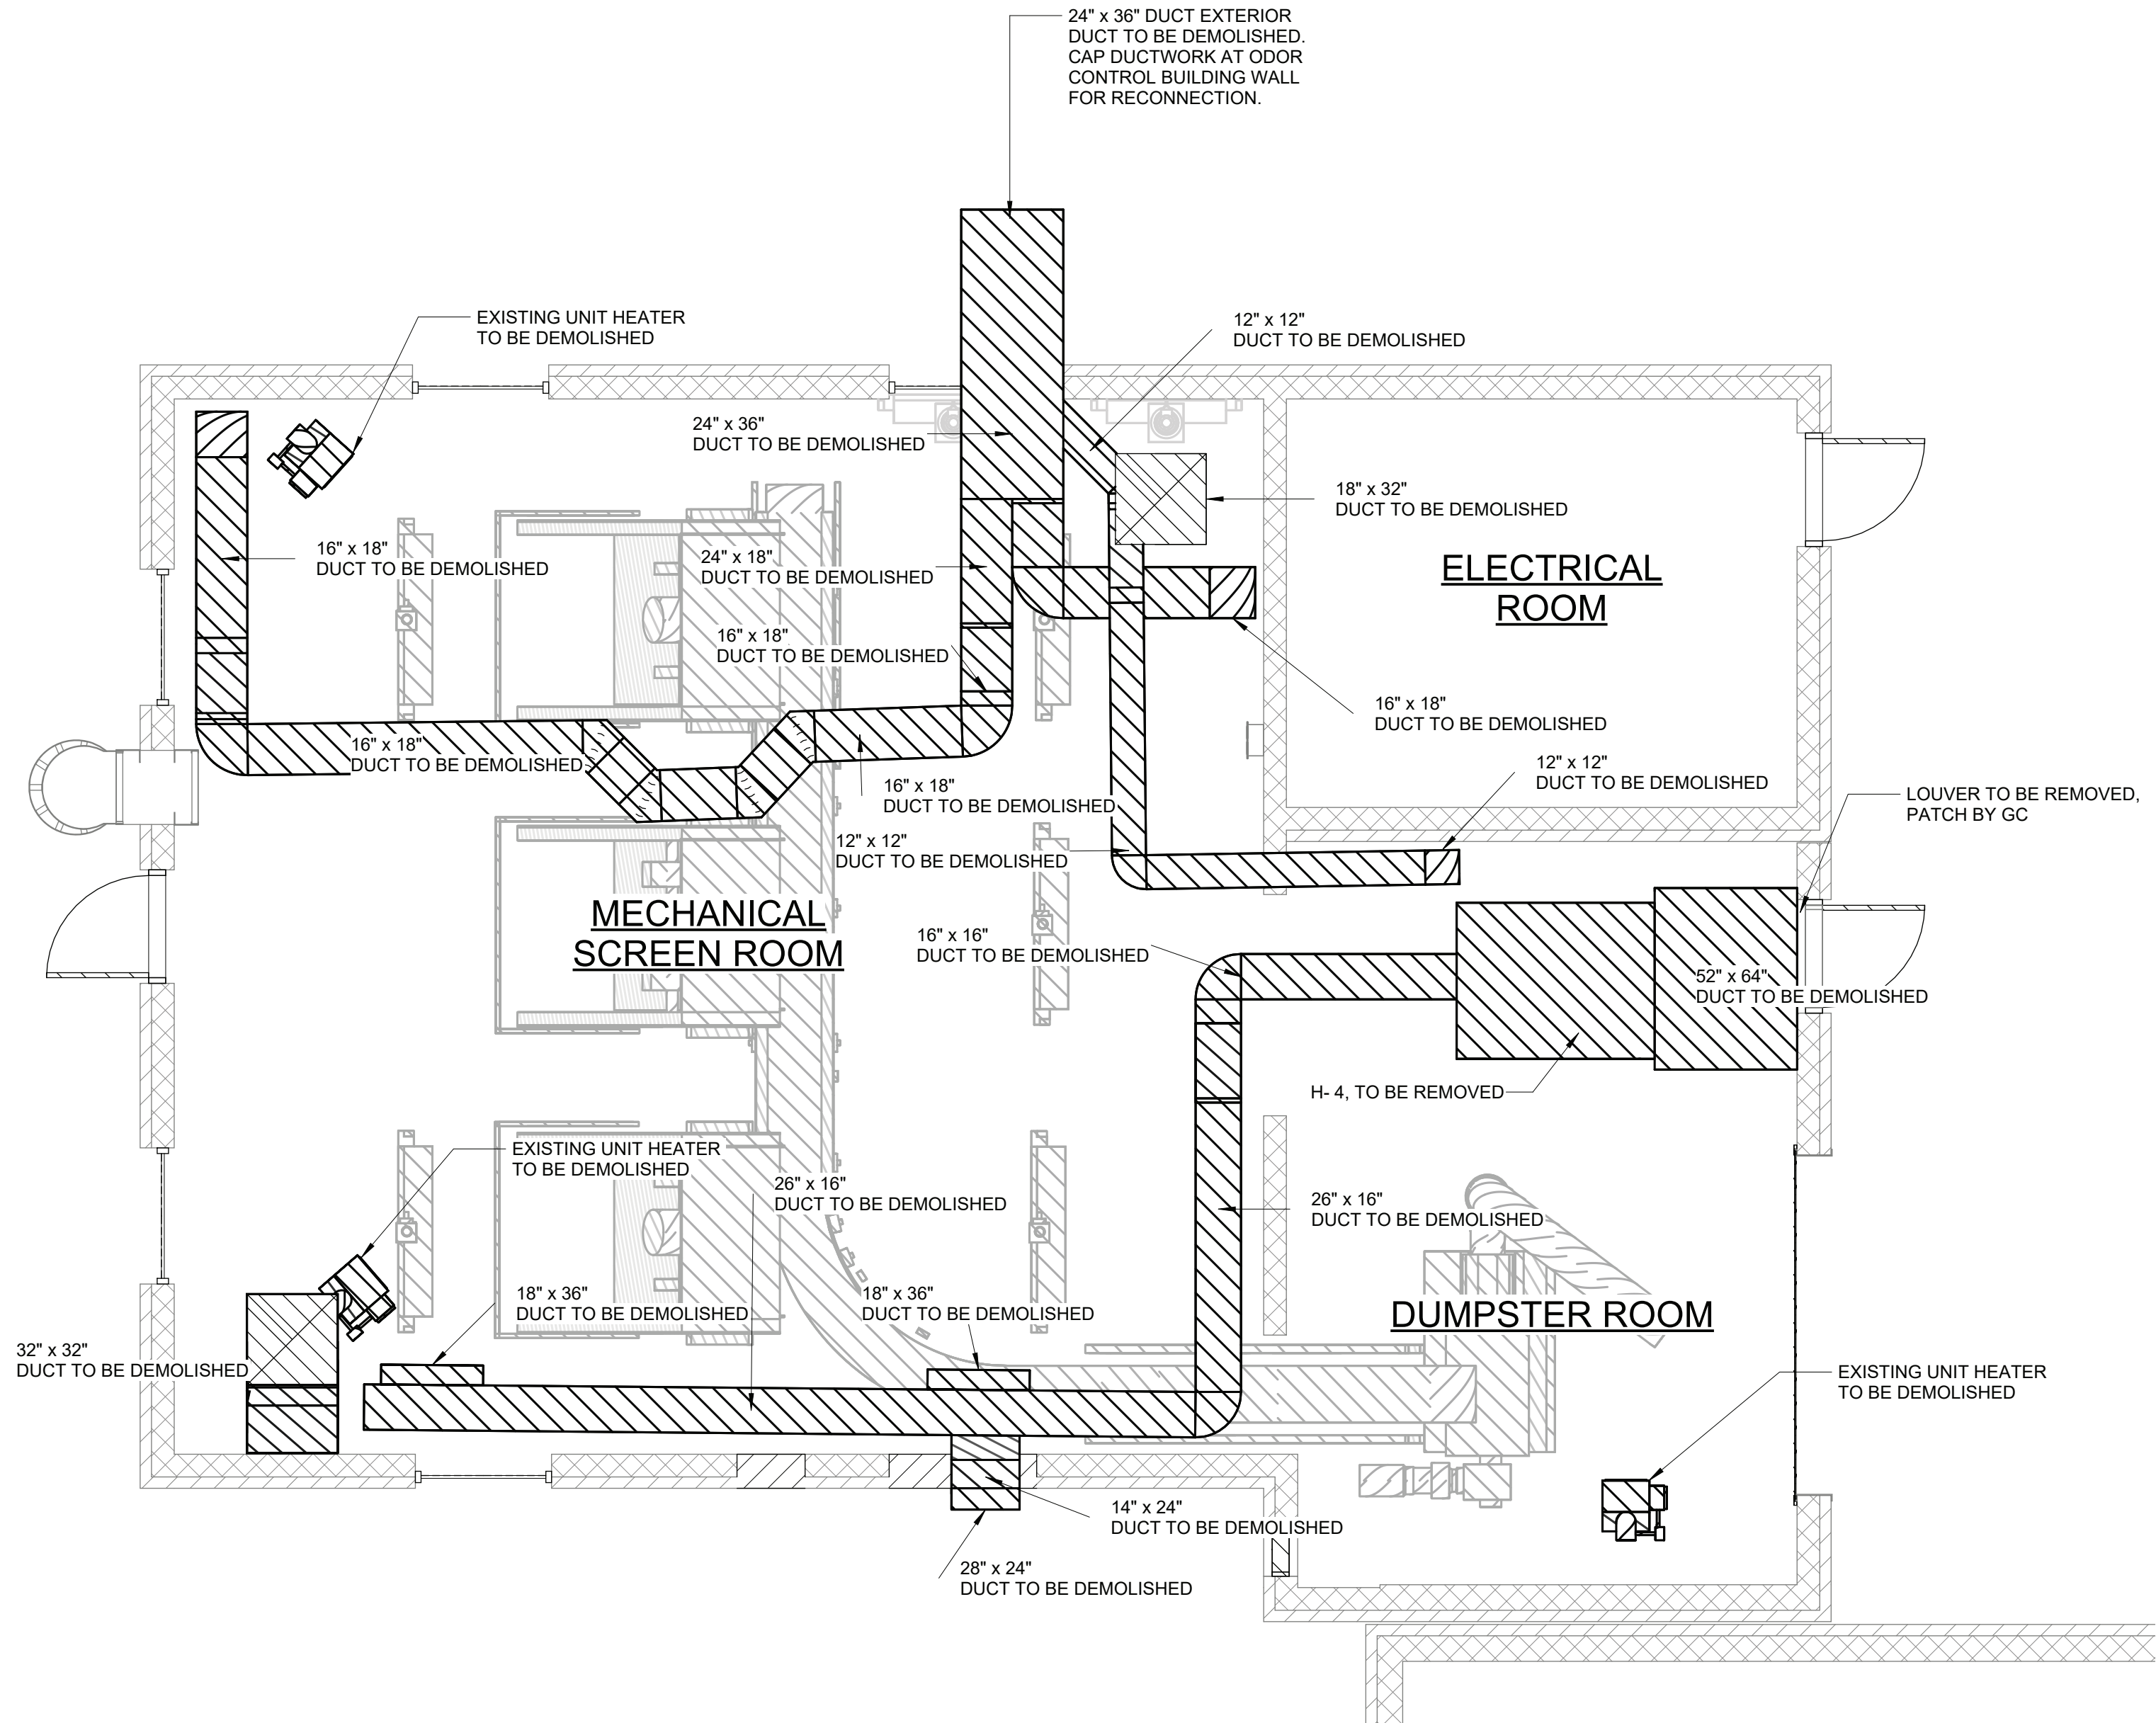 24" x 36" DUCT EXTERIOR
DUCT TO BE DEMOLISHED.
CAP DUCTWORK AT ODOR
CONTROL BUILDING WALL
FOR RECONNECTION.
EXISTING UNIT HEATER
TO BE DEMOLISHED
12" x 12"
DUCT TO BE DEMOLISHED
24" x 36"
DUCT TO BE DEMOLISHED
18" x 32"
DUCT TO BE DEMOLISHED
16" x 18"
DUCT TO BE DEMOLISHED
24" x 18"
DUCT TO BE DEMOLISHED
ELECTRICAL
ROOM
16" x 18"
DUCT TO BE DEMOLISHED
16" x 18"
DUCT TO BE DEMOLISHED
16" x 18"
DUCT TO BE DEMOLISHED
12" x 12"
DUCT TO BE DEMOLISHED
16" x 18"
DUCT TO BE DEMOLISHED
LOUVER TO BE REMOVED,
PATCH BY GC
12" x 12"
DUCT TO BE DEMOLISHED
MECHANICAL
SCREEN ROOM
16" x 16"
DUCT TO BE DEMOLISHED
52" x 64"
DUCT TO BE DEMOLISHED
H- 4, TO BE REMOVED
EXISTING UNIT HEATER
TO BE DEMOLISHED
26" x 16"
DUCT TO BE DEMOLISHED
26" x 16"
DUCT TO BE DEMOLISHED
18" x 36"
DUCT TO BE DEMOLISHED
18" x 36"
DUCT TO BE DEMOLISHED
DUMPSTER ROOM
32" x 32"
DUCT TO BE DEMOLISHED
EXISTING UNIT HEATER
TO BE DEMOLISHED
14" x 24"
DUCT TO BE DEMOLISHED
28" x 24"
DUCT TO BE DEMOLISHED